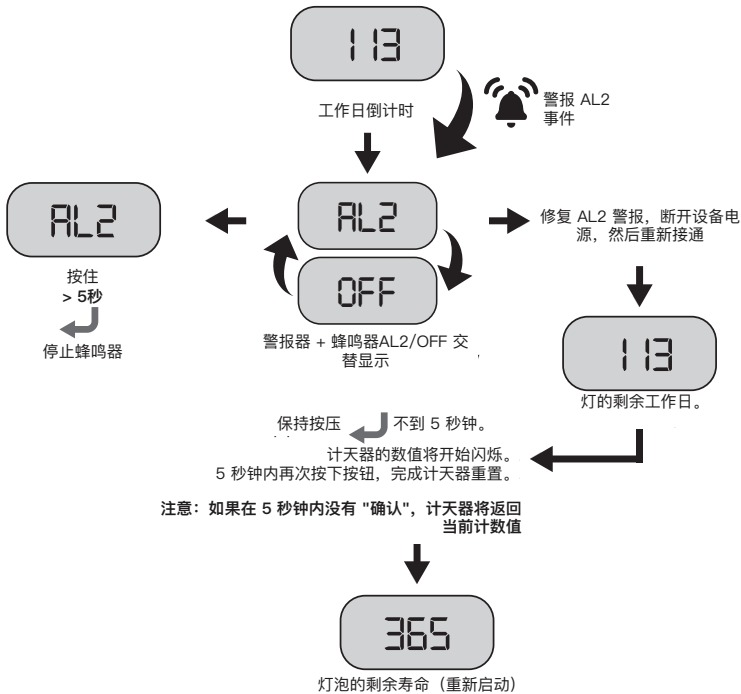 113
工作日倒计时
警报 AL2
事件
AL2
AL2
OFF
按住
> 5秒
停止蜂鸣器
警报器 + 蜂鸣器AL2/OFF 交
替显示
修复 AL2 警报，断开设备电
源，然后重新接通
113
灯的剩余工作日。
保持按压 不到 5 秒钟。
计天器的数值将开始闪烁。
5 秒钟内再次按下按钮，完成计天器重置。
注意：如果在 5 秒钟内没有 "确认"，计天器将返回
当前计数值
365
灯泡的剩余寿命（重新启动）